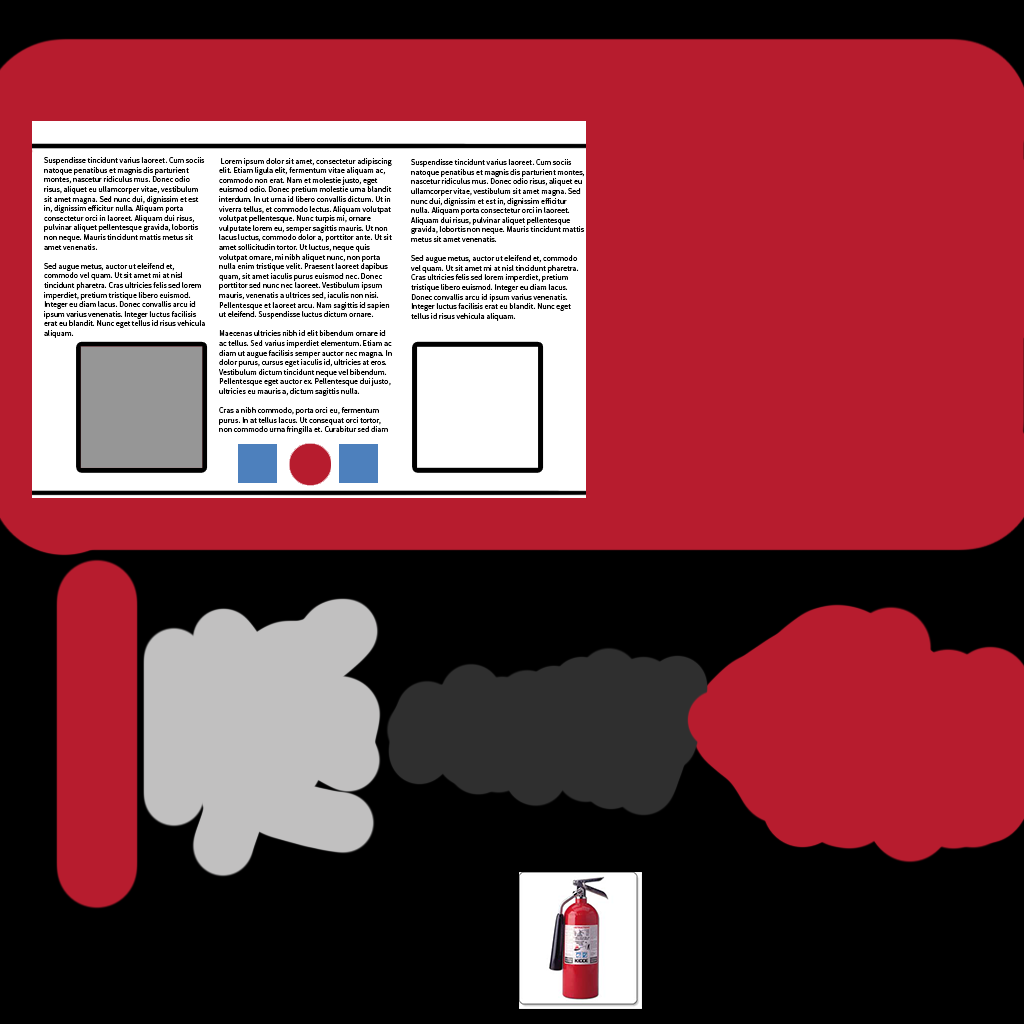 Suspendisse tincidunt varius laoreet. Cum sociis
natoque penatibus et magnis dis parturient
montes, nascetur ridiculus mus. Donec odio
risus, aliquet eu ullamcorper vitae, vestibulum
sit amet magna. Sed nunc dui, dignissim et est
in, dignissim efficitur nulla. Aliquam porta
consectetur orci in laoreet. Aliquam dui risus,
pulvinar aliquet pellentesque gravida, lobortis
non neque. Mauris tincidunt mattis metus sit
amet venenatis.
Sed augue metus, auctor ut eleifend et,
commodo vel quam. Ut sit amet mi at nisl
tincidunt pharetra. Cras ultricies felis sed lorem
imperdiet, pretium tristique libero euismod.
Integer eu diam lacus. Donec convallis arcu id
ipsum varius venenatis. Integer luctus facilisis
erat eu blandit. Nunc eget tellus id risus vehicula
aliquam.
Lorem ipsum dolor sit amet, consectetur adipiscing
elit. Etiam ligula elit, fermentum vitae aliquam ac,
commodo non erat. Nam et molestie justo, eget
euismod odio. Donec pretium molestie urna blandit
interdum. In ut urna id libero convallis dictum. Ut in
viverra tellus, et commodo lectus. Aliquam volutpat
volutpat pellentesque. Nunc turpis mi, ornare
vulputate lorem eu, semper sagittis mauris. Ut non
lacus luctus, commodo dolor a, porttitor ante. Ut sit
amet sollicitudin tortor. Ut luctus, neque quis
volutpat ornare, mi nibh aliquet nunc, non porta
nulla enim tristique velit. Praesent laoreet dapibus
quam, sit amet iaculis purus euismod nec. Donec
porttitor sed nunc nec laoreet. Vestibulum ipsum
mauris, venenatis a ultrices sed, iaculis non nisi.
Pellentesque et laoreet arcu. Nam sagittis id sapien
ut eleifend. Suspendisse luctus dictum ornare.
Maecenas ultricies nibh id elit bibendum ornare id
ac tellus. Sed varius imperdiet elementum. Etiam ac
diam ut augue facilisis semper auctor nec magna. In
dolor purus, cursus eget iaculis id, ultricies at eros.
Vestibulum dictum tincidunt neque vel bibendum.
Pellentesque eget auctor ex. Pellentesque dui justo,
ultricies eu mauris a, dictum sagittis nulla.
Cras a nibh commodo, porta orci eu, fermentum
purus. In at tellus lacus. Ut consequat orci tortor,
non commodo urna fringilla et. Curabitur sed diam
Suspendisse tincidunt varius laoreet. Cum sociis
natoque penatibus et magnis dis parturient montes,
nascetur ridiculus mus. Donec odio risus, aliquet eu
ullamcorper vitae, vestibulum sit amet magna. Sed
nunc dui, dignissim et est in, dignissim efficitur
nulla. Aliquam porta consectetur orci in laoreet.
Aliquam dui risus, pulvinar aliquet pellentesque
gravida, lobortis non neque. Mauris tincidunt mattis
metus sit amet venenatis.
Sed augue metus, auctor ut eleifend et, commodo
vel quam. Ut sit amet mi at nisl tincidunt pharetra.
Cras ultricies felis sed lorem imperdiet, pretium
tristique libero euismod. Integer eu diam lacus.
Donec convallis arcu id ipsum varius venenatis.
Integer luctus facilisis erat eu blandit. Nunc eget
tellus id risus vehicula aliquam.
KIDDE